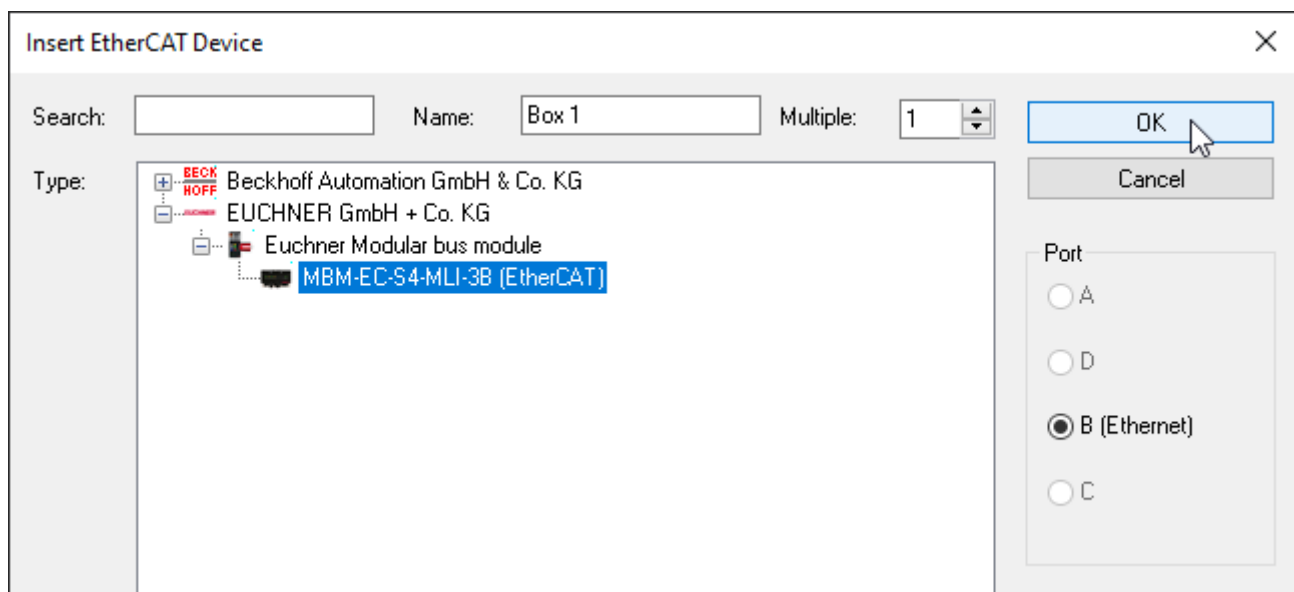 Insert EtherCAT Device
Search: Name: Box 1 Multiple: 1 OK
Type: BECK HOFF Beckhoff Automation GmbH & Co. KG Cancel
EUCHNER EUCHNER GmbH + Co. KG
Euchner Modular bus module
Port
MBM-EC-S4-MLI-3B (EtherCAT)
A
D
B (Ethernet)
C